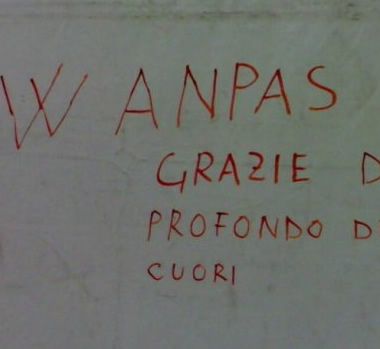 W ANPAS
GRAZIE D
PROFONDO D
CUORI